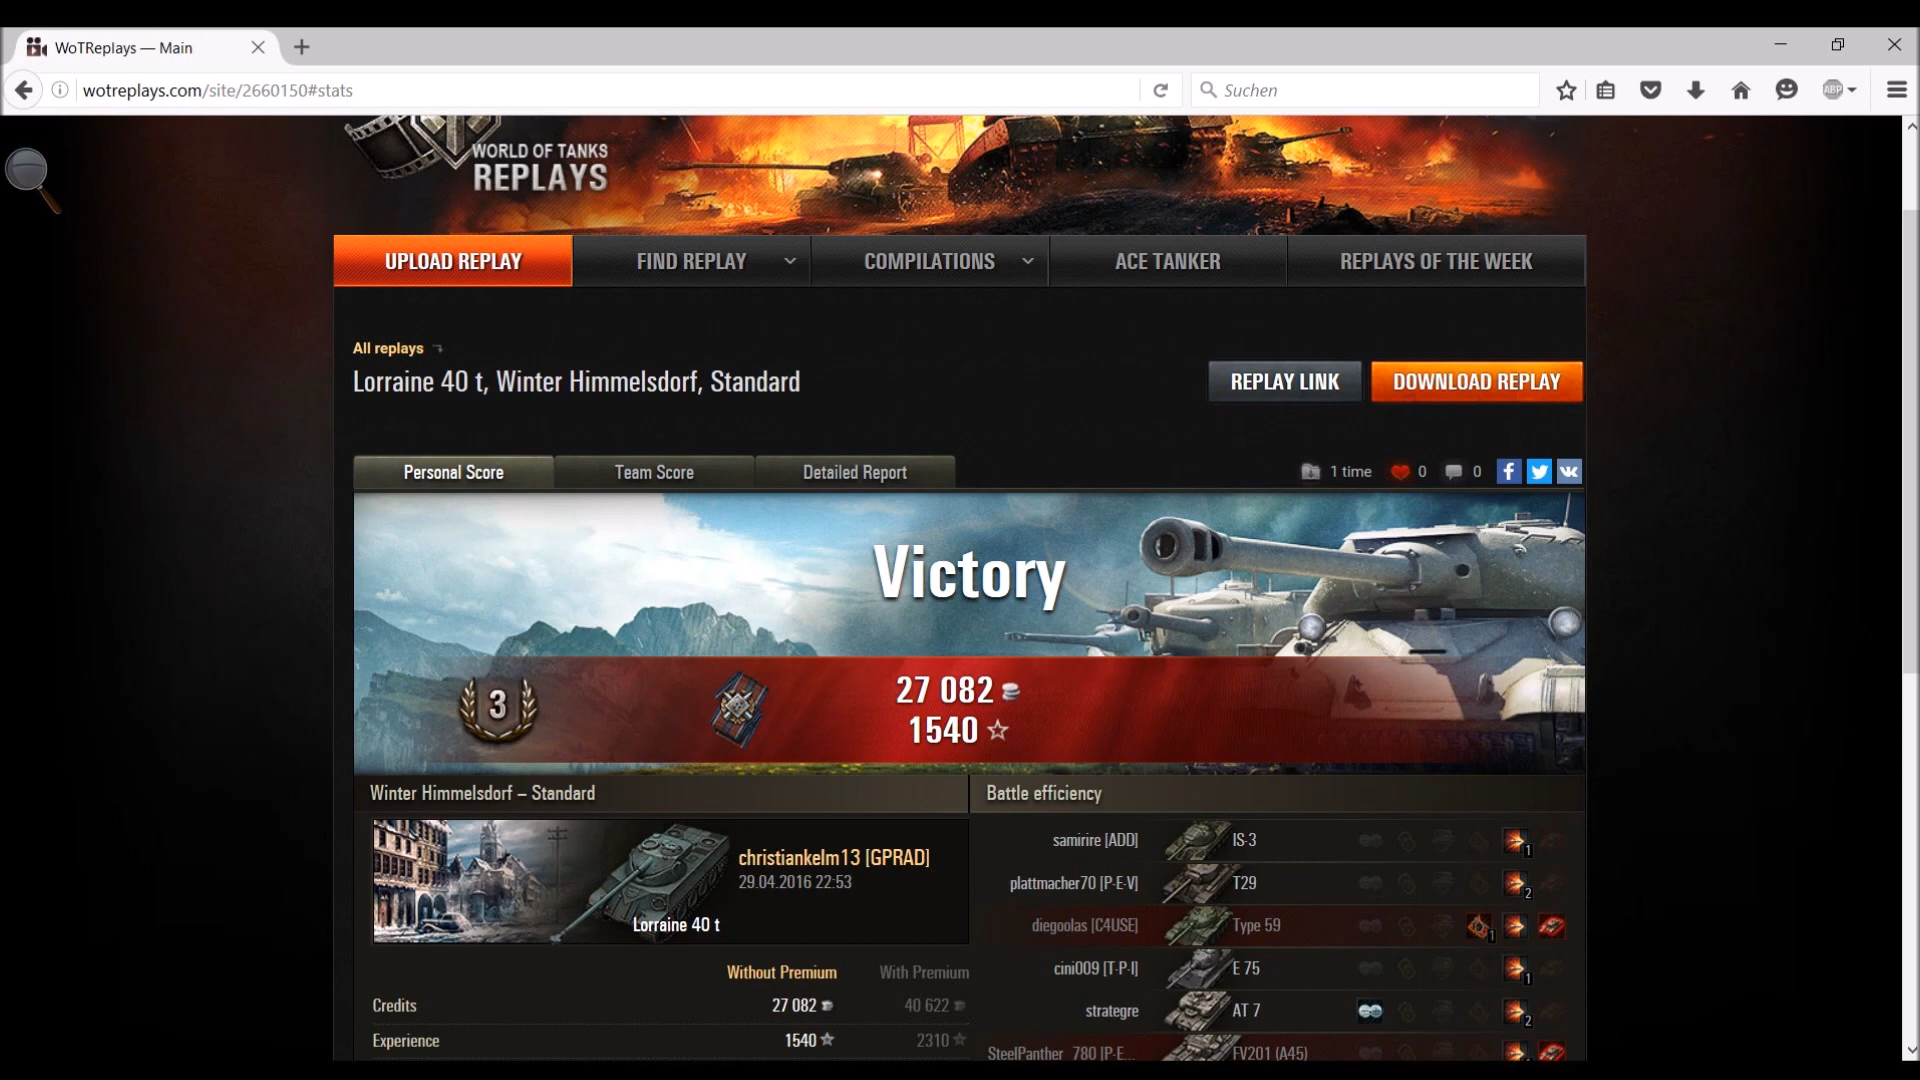 WoTReplays — Main
wotreplays.com/site/2660150#stats
Suchen
ABP
WORLD OF TANKS
REPLAYS
UPLOAD REPLAY
FIND REPLAY
COMPILATIONS
ACE TANKER
REPLAYS OF THE WEEK
All replays
Lorraine 40 t, Winter Himmelsdorf, Standard
REPLAY LINK
DOWNLOAD REPLAY
Personal Score
Team Score
Detailed Report
1 time
0
0
Victory
3
27 082
1540
Winter Himmelsdorf – Standard
Battle efficiency
christiankelm13 [GPRAD]
29.04.2016 22:53
Lorraine 40 t
Without Premium
With Premium
Credits
27 082
40 622
Experience
1540
2310
samirire [ADD] IS-3 1
plattmacher70 [P-E-V] T29 2
diegoolas [C4USE] Type 59 1
cini009 [T-P-I] E 75 1
strategre AT 7 2
SteelPanther_780 [P-E... FV201 (A45)